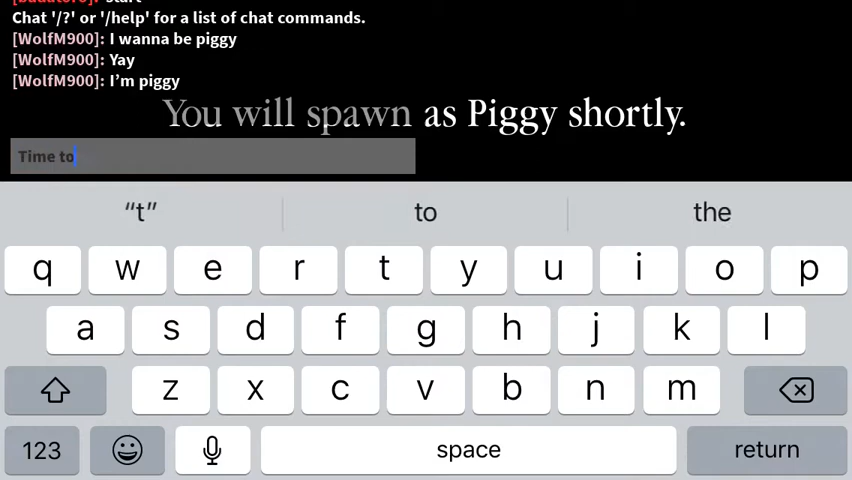 start
Chat '/?' or '/help' for a list of chat commands.
[WolfM900]: I wanna be piggy
[WolfM900]: Yay
[WolfM900]: I'm piggy
You will spawn as Piggy shortly.
Time to
“t” to the
q w e r t y u i o p
a s d f g h j k l
z x c v b n m
123 space return